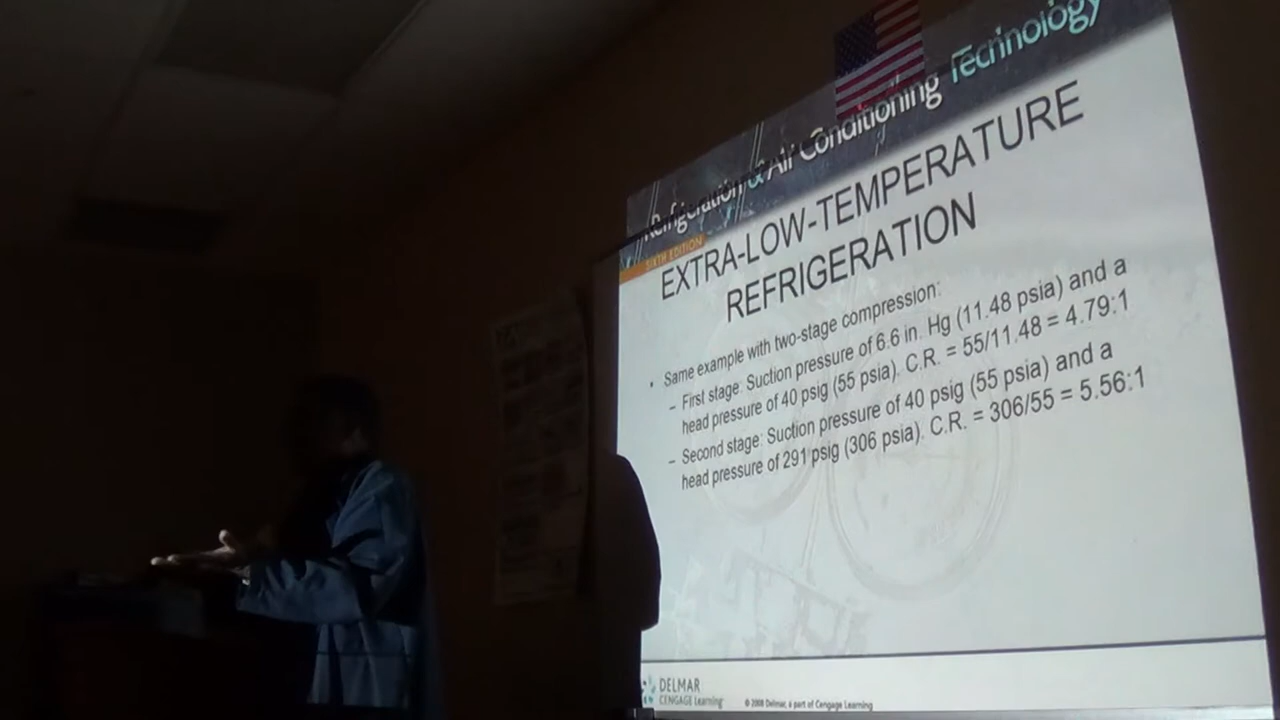 Refrigeration & Air Conditioning Technology
SIXTH EDITION
EXTRA-LOW-TEMPERATURE
REFRIGERATION
• Same example with two-stage compression:
– First stage: Suction pressure of 6.6 in. Hg (11.48 psia) and a
head pressure of 40 psig (55 psia). C.R. = 55/11.48 = 4.79:1
– Second stage: Suction pressure of 40 psig (55 psia) and a
head pressure of 291 psig (306 psia). C.R. = 306/55 = 5.56:1
DELMAR
CENGAGE Learning
© 2009 Delmar, a part of Cengage Learning